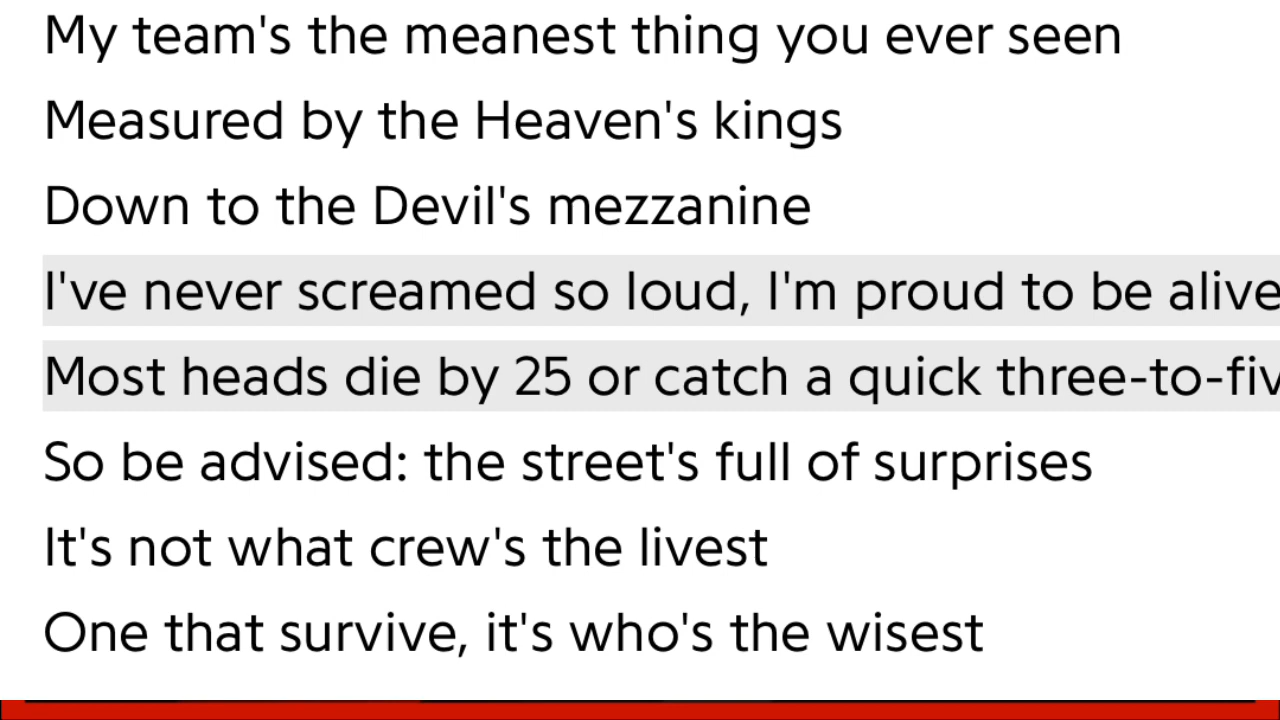 My team's the meanest thing you ever seen
Measured by the Heaven's kings
Down to the Devil's mezzanine
I've never screamed so loud, I'm proud to be alive
Most heads die by 25 or catch a quick three-to-fiv
So be advised: the street's full of surprises
It's not what crew's the livest
One that survive, it's who's the wisest